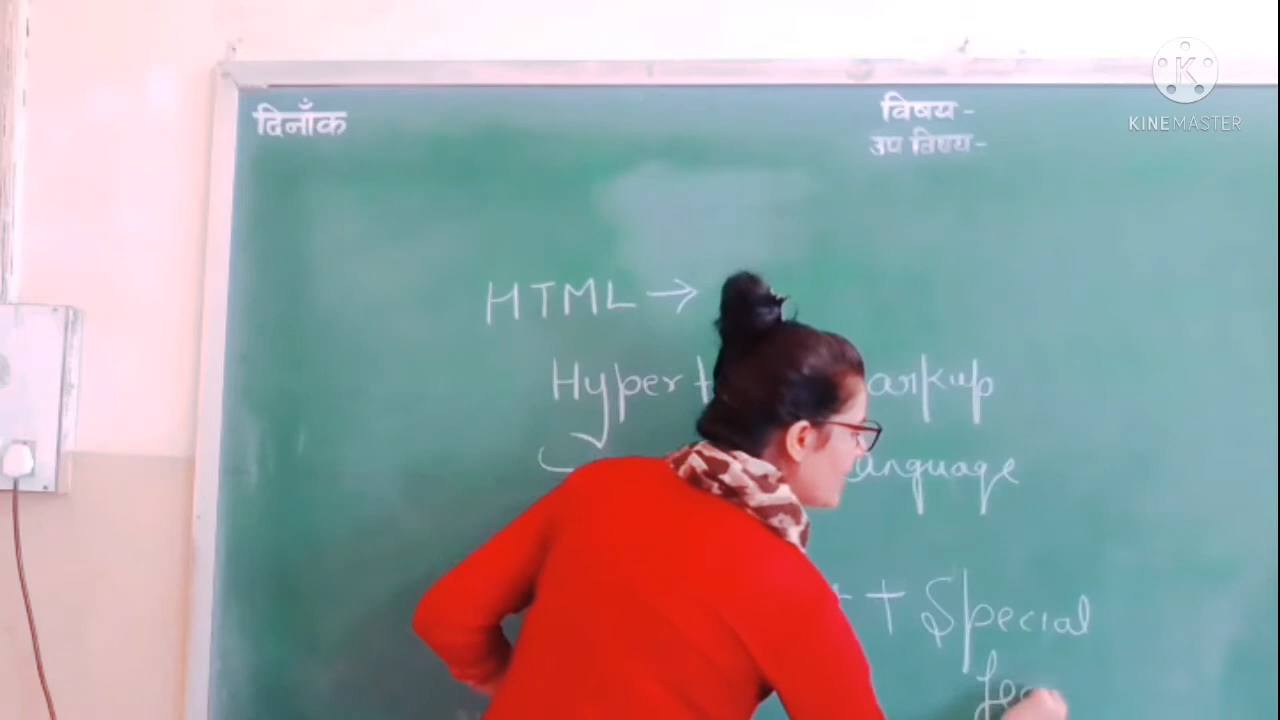 दिनाँक
विषय -
उप विषय -
KINEMASTER
HTML →
Hyper arkup
anguage
+ Special